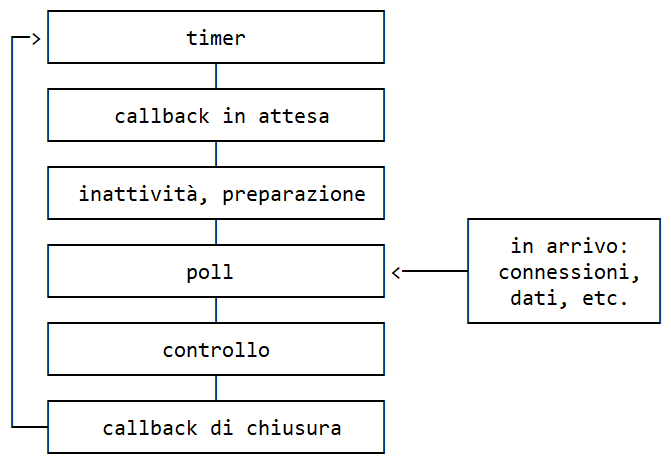 timer
callback in attesa
inattività, preparazione
poll
in arrivo:
connessioni,
dati, etc.
controllo
callback di chiusura